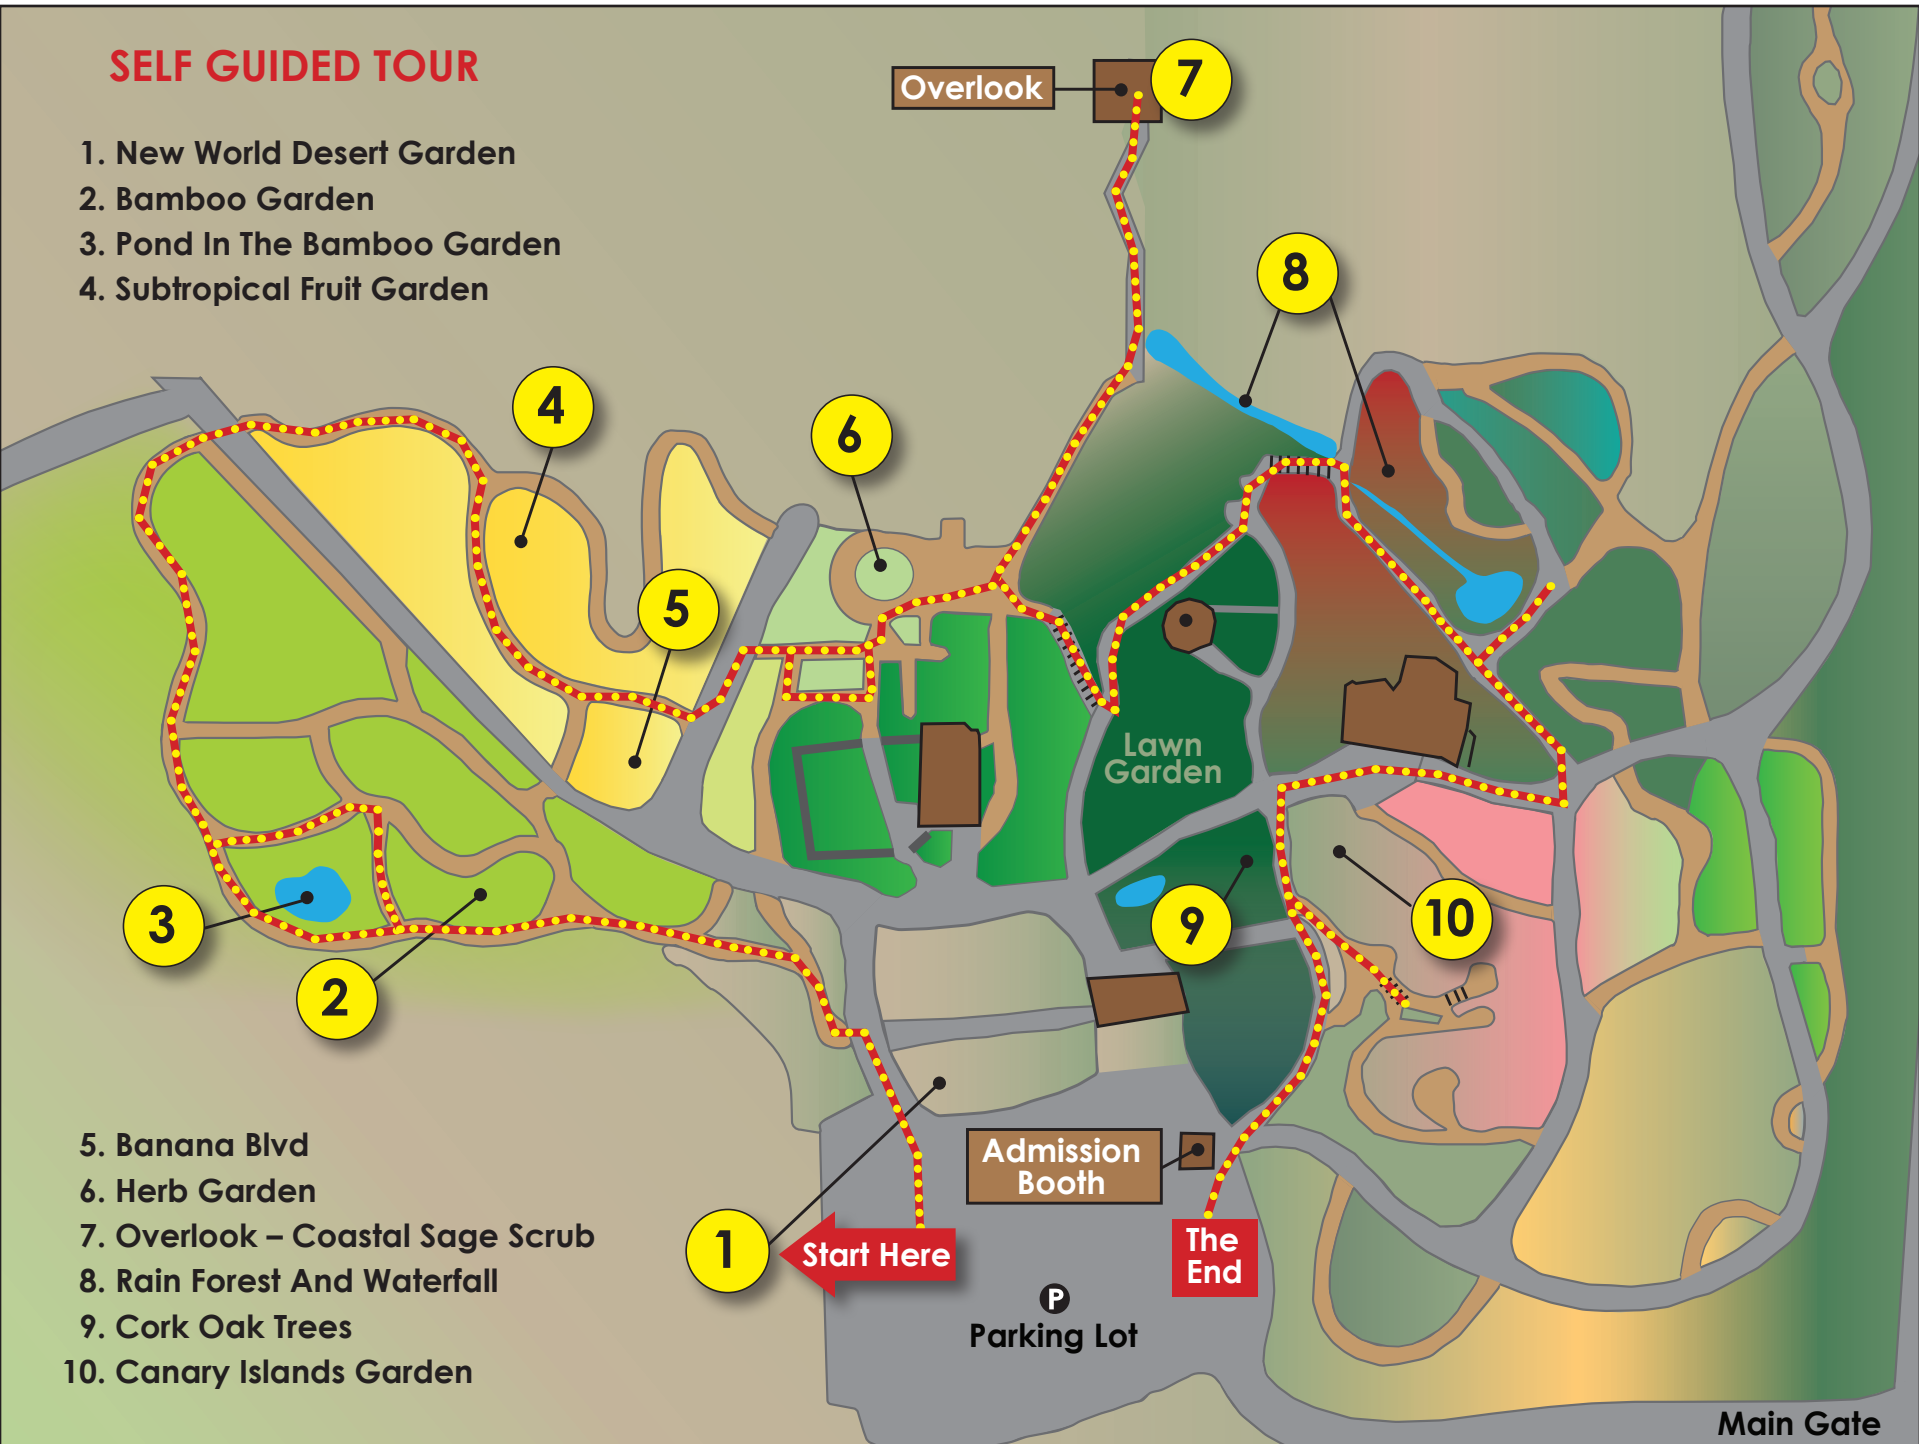 SELF GUIDED TOUR
1. New World Desert Garden
2. Bamboo Garden
3. Pond In The Bamboo Garden
4. Subtropical Fruit Garden
Overlook
7
8
4
6
5
Lawn
Garden
3
2
9
10
5. Banana Blvd
6. Herb Garden
7. Overlook – Coastal Sage Scrub
8. Rain Forest And Waterfall
9. Cork Oak Trees
10. Canary Islands Garden
Admission
Booth
1
Start Here
The
End
P
Parking Lot
Main Gate